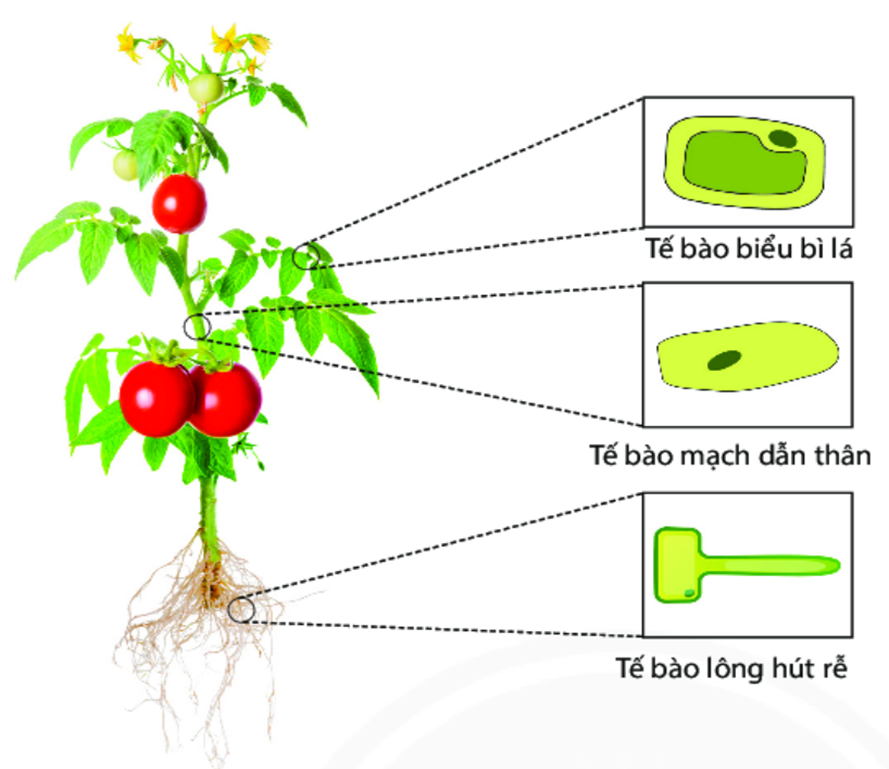 Tế bào biểu bì lá
Tế bào mạch dẫn thân
Tế bào lông hút rễ